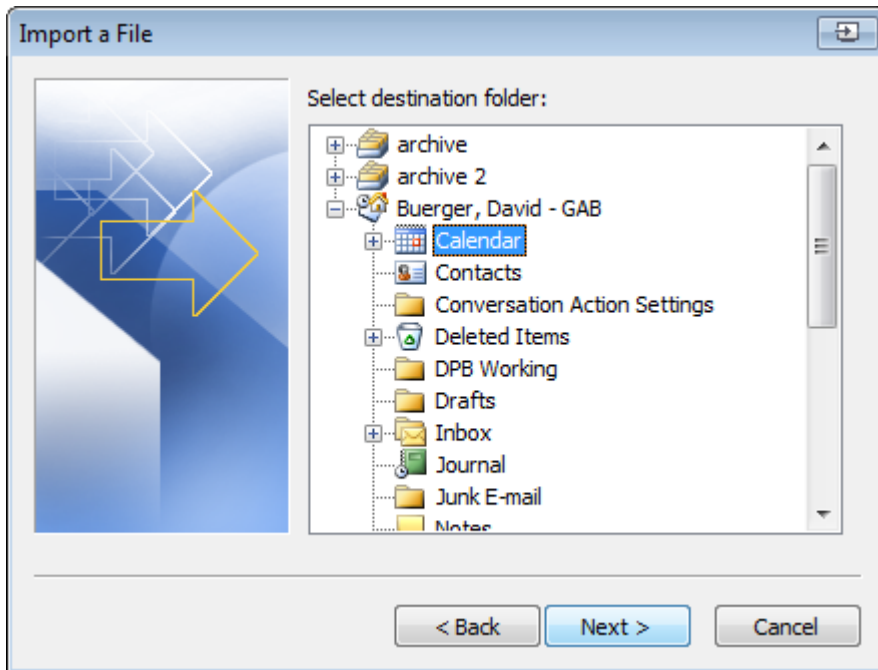 Import a File
Select destination folder:
archive
archive 2
Buerger, David - GAB
Calendar
Contacts
Conversation Action Settings
Deleted Items
DPB Working
Drafts
Inbox
Journal
Junk E-mail
Notes
< Back
Next >
Cancel